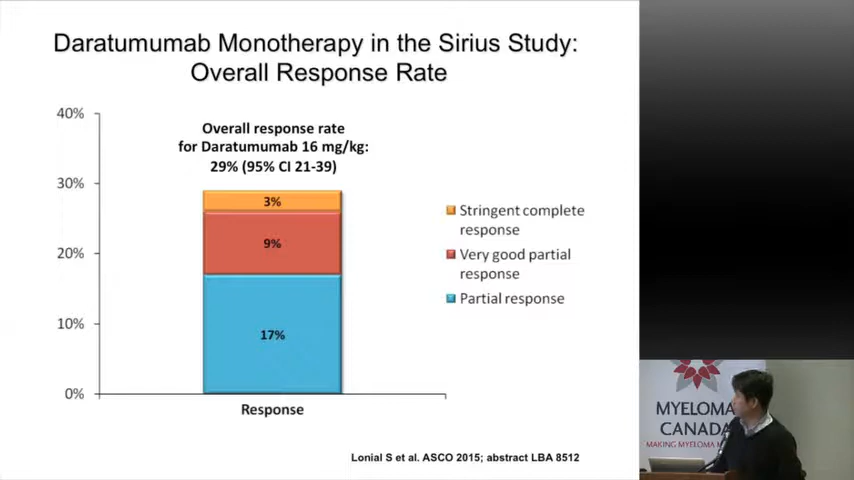 Daratumumab Monotherapy in the Sirius Study:
Overall Response Rate
40%
30%
20%
10%
0%
Overall response rate
for Daratumumab 16 mg/kg:
29% (95% CI 21-39)
3%
9%
17%
Response
Stringent complete
response
Very good partial
response
Partial response
Lonial S et al. ASCO 2015; abstract LBA 8512
MYELOMA
CANADA
MAKING MYELOMA